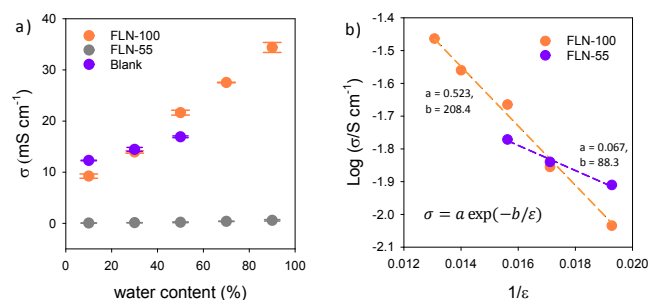 a)
FLN-100
FLN-55
Blank
σ (mS cm⁻¹)
40
30
20
10
0
0 20 40 60 80 100
water content (%)
b)
FLN-100
FLN-55
Log (σ/S cm⁻¹)
-1.4
-1.5
-1.6
-1.7
-1.8
-1.9
-2.0
-2.1
a = 0.523,
b = 208.4
a = 0.067,
b = 88.3
σ = a exp(−b/ε)
0.012 0.014 0.016 0.018 0.020
1/ε